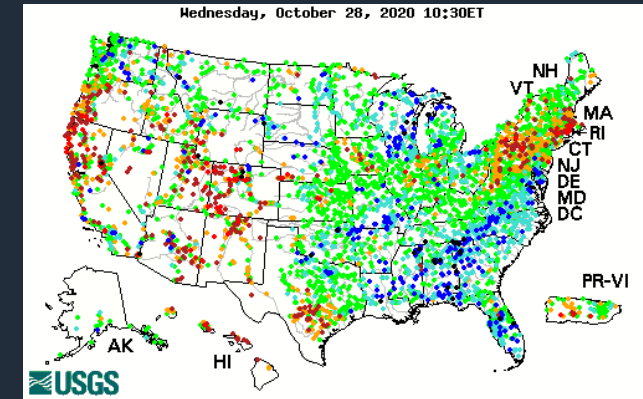 Wednesday, October 28, 2020 10:30ET
NH
VT
MA
RI
CT
NJ
DE
MD
DC
PR-VI
AK
HI
USGS